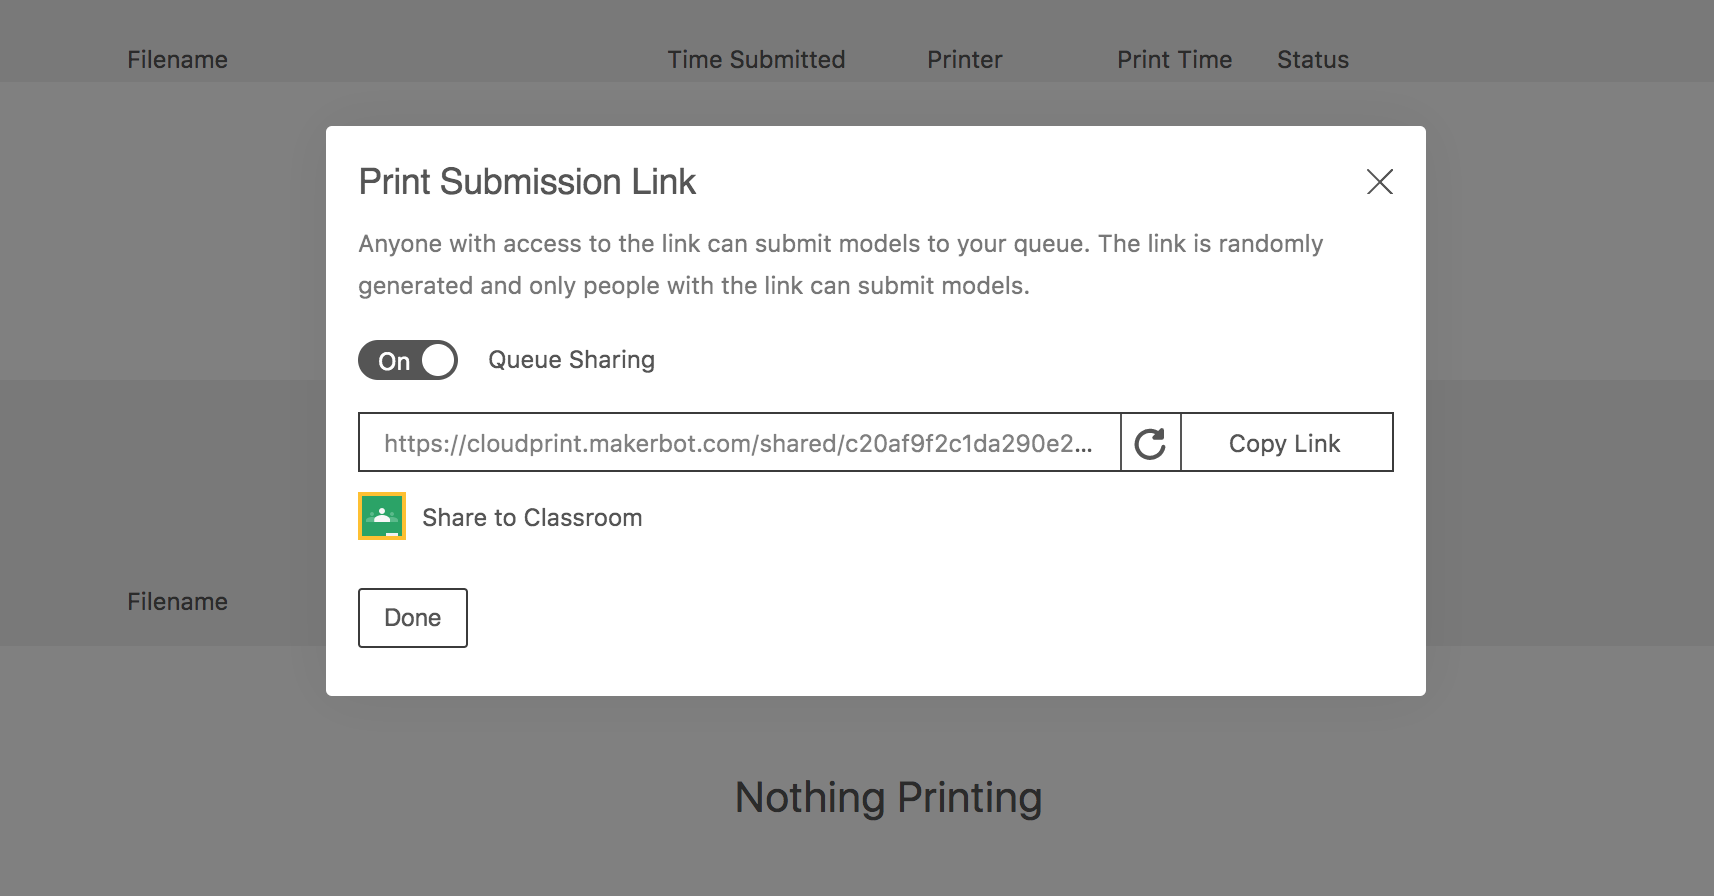 Filename Time Submitted Printer Print Time Status
Print Submission Link
Anyone with access to the link can submit models to your queue. The link is randomly
generated and only people with the link can submit models.
On Queue Sharing
https://cloudprint.makerbot.com/shared/c20af9f2c1da290e2... Copy Link
Share to Classroom
Filename
Done
Nothing Printing